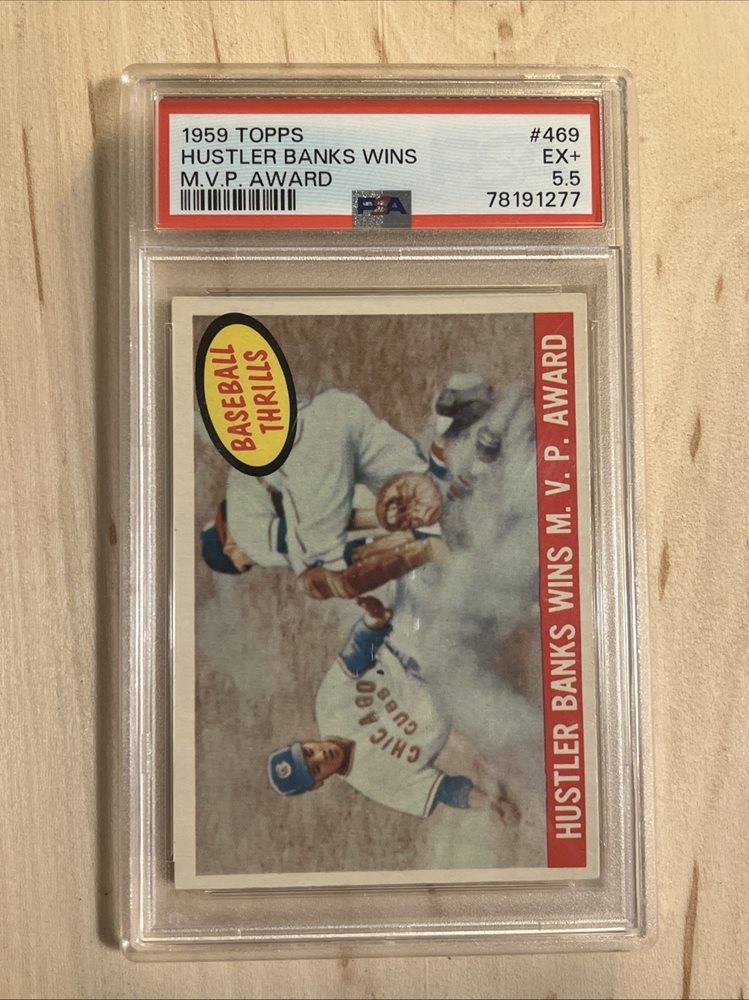 1959 TOPPS #469
HUSTLER BANKS WINS EX+
M.V.P. AWARD 5.5
PSA 78191277
BASEBALL
THRILLS
HUSTLER BANKS WINS M. V. P. AWARD
CHICAGO
CUBS